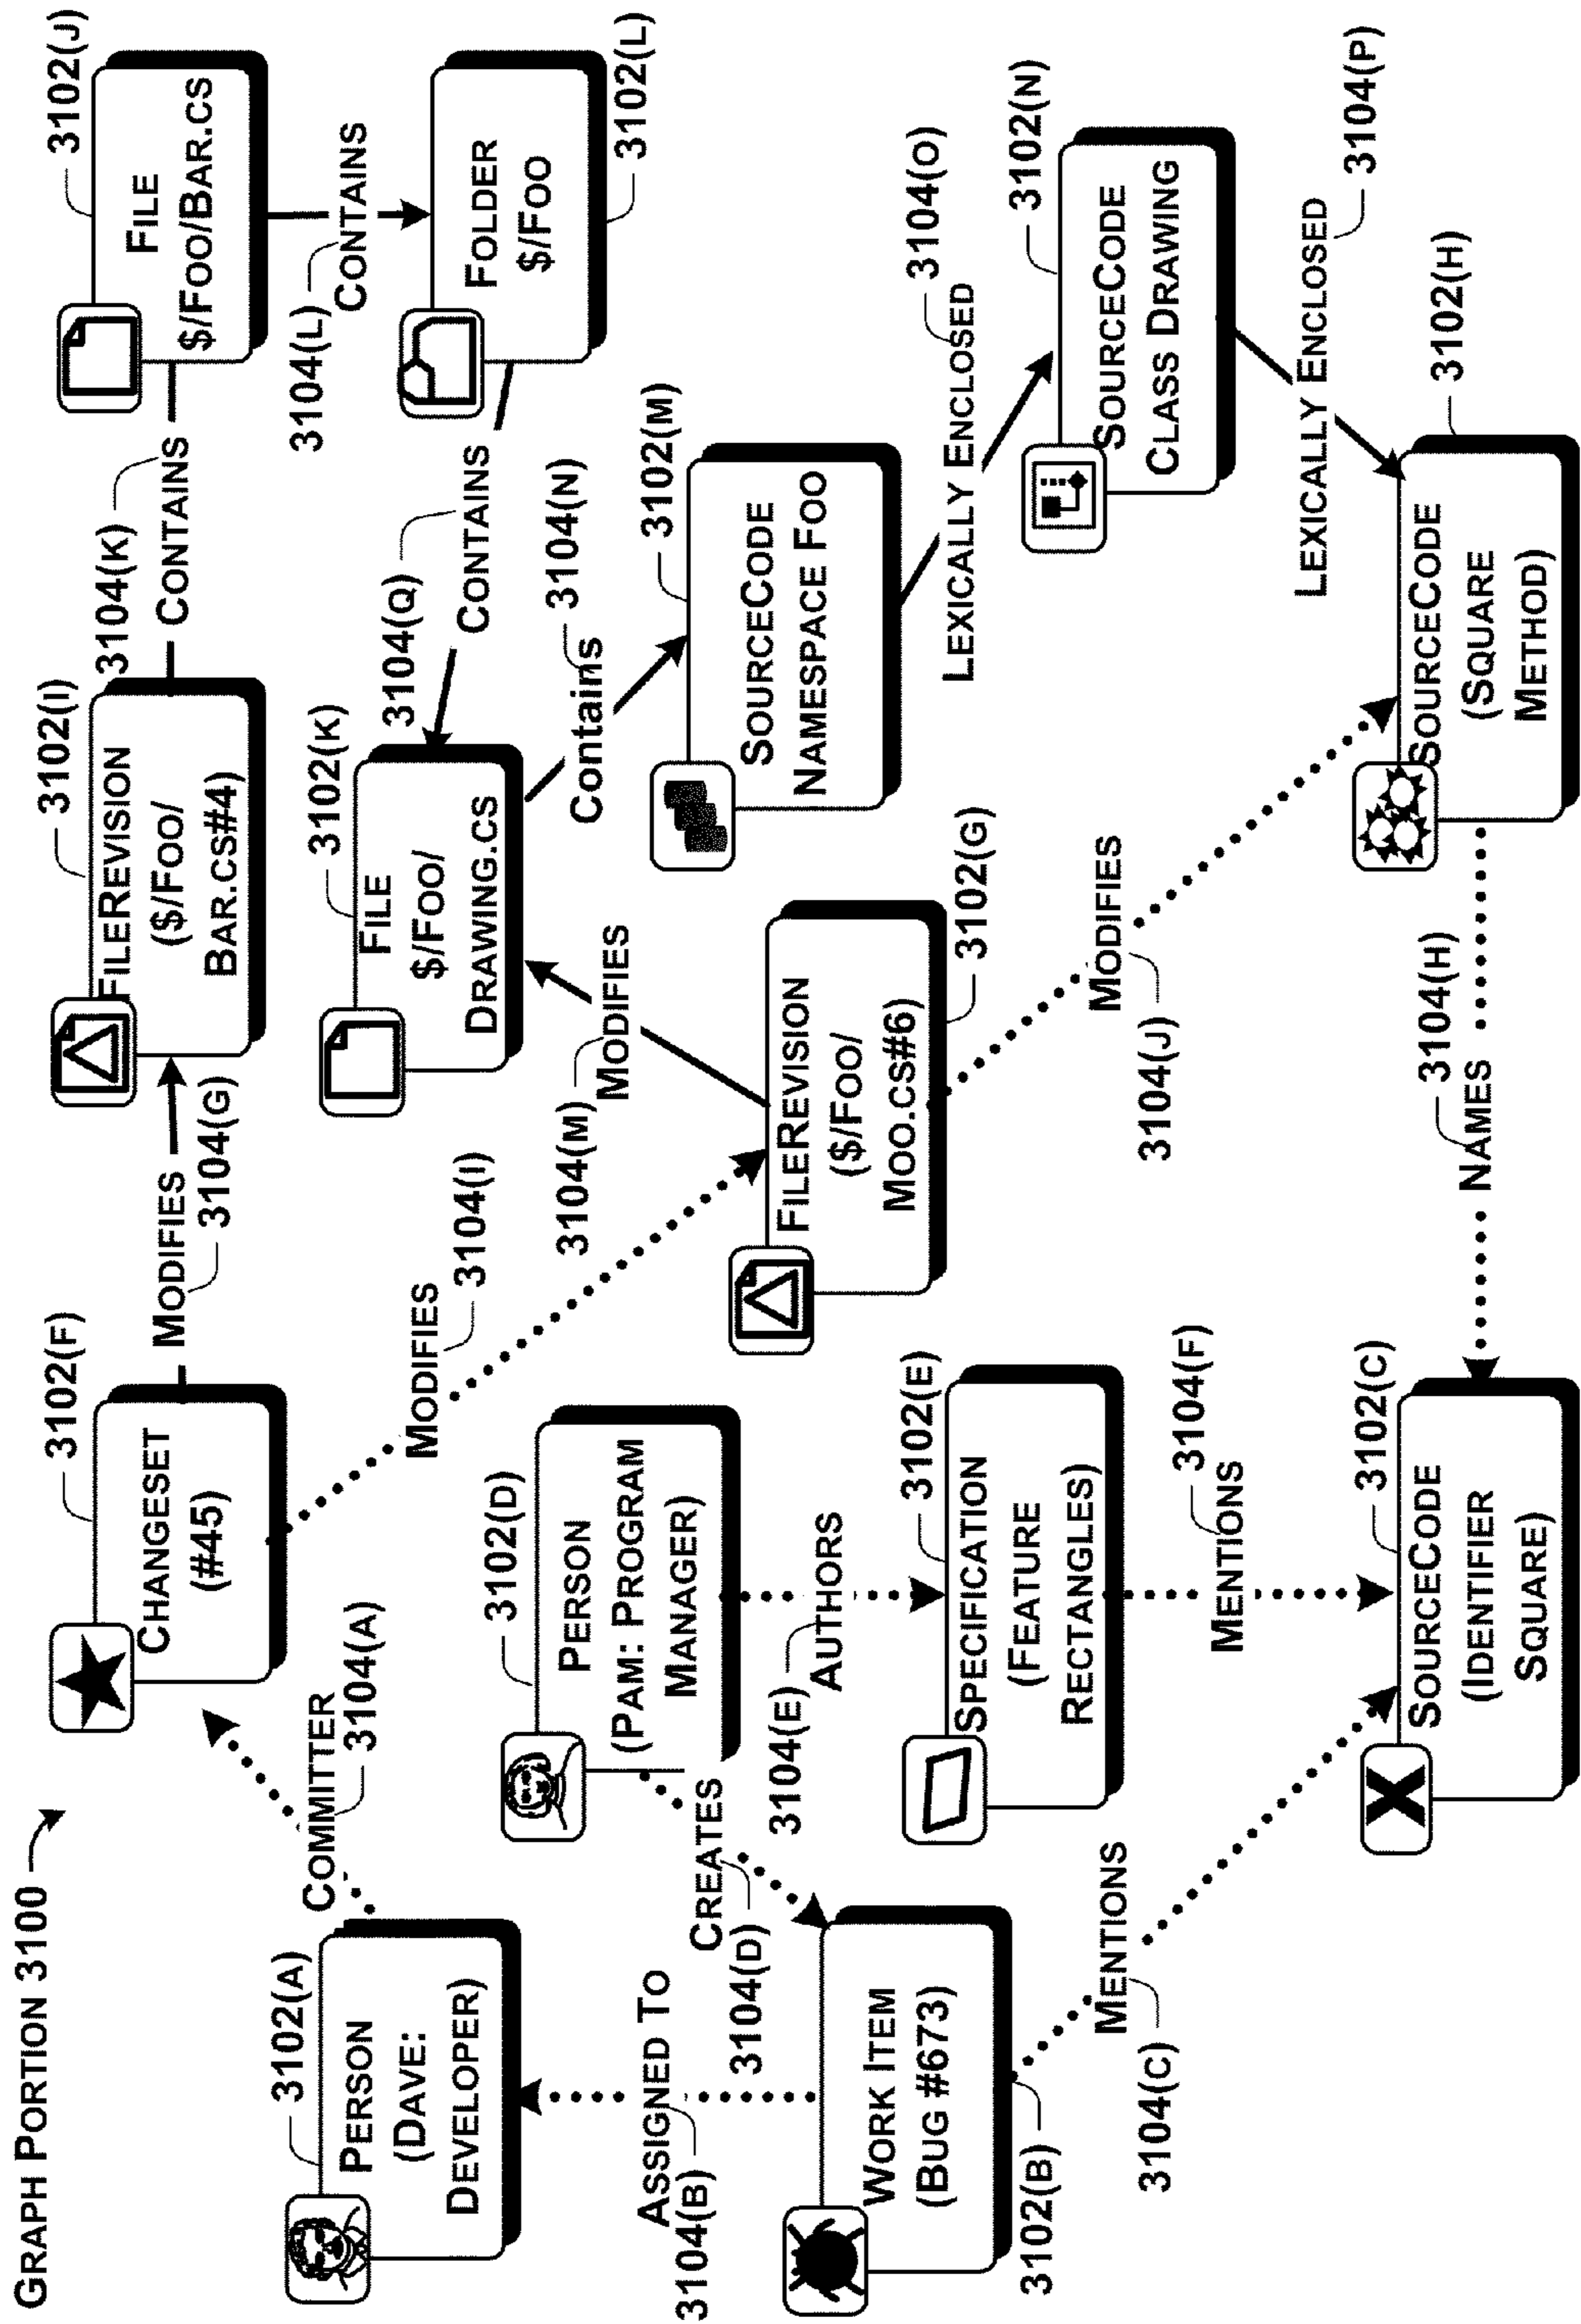 GRAPH PORTION 3100
3102(A)
PERSON
(DAVE:
DEVELOPER)
COMMITTER
3104(A)
3102(F)
CHANGESET
(#45)
MODIFIES
3104(G)
3102(I)
FILEREVISION
($/FOO/
BAR.CS#4)
3104(K)
CONTAINS
3102(J)
FILE
$/FOO/BAR.CS
3104(L)
CONTAINS
FOLDER
$/FOO
3102(L)
3104(Q)
CONTAINS
3102(K)
FILE
$/FOO/
DRAWING.CS
MODIFIES
3104(I)
3104(M)
MODIFIES
Contains
3104(N)
3102(M)
SOURCECODE
NAMESPACE FOO
LEXICALLY ENCLOSED
3104(O)
3102(N)
SOURCECODE
CLASS DRAWING
LEXICALLY ENCLOSED
3104(P)
3102(D)
PERSON
(PAM: PROGRAM
MANAGER)
ASSIGNED TO
3104(B)
CREATES
3104(D)
3104(E)
AUTHORS
FILEREVISION
($/FOO/
MOO.CS#6)
3102(G)
MODIFIES
3104(J)
WORK ITEM
(BUG #673)
3102(B)
MENTIONS
3104(C)
3102(E)
SPECIFICATION
(FEATURE
RECTANGLES)
MENTIONS
3104(F)
3102(C)
SOURCECODE
(IDENTIFIER
SQUARE)
3104(H)
NAMES
3102(H)
SOURCECODE
(SQUARE
METHOD)